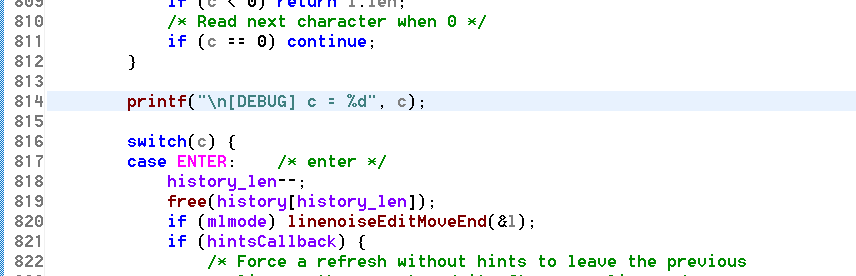 809 if (c < 0) return l.len;
810 /* Read next character when 0 */
811 if (c == 0) continue;
812 }
813
814 printf("\n[DEBUG] c = %d", c);
815
816 switch(c) {
817 case ENTER:    /* enter */
818 history_len--;
819 free(history[history_len]);
820 if (mlmode) linenoiseEditMoveEnd(&l);
821 if (hintsCallback) {
822 /* Force a refresh without hints to leave the previous